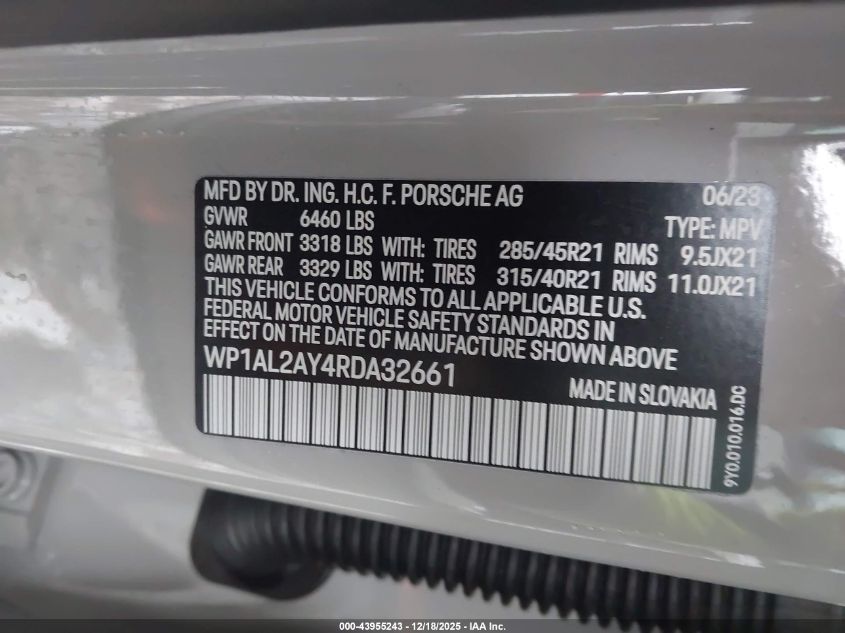 MFD BY DR. ING. H.C. F. PORSCHE AG 06/23
GVWR 6460 LBS TYPE: MPV
GAWR FRONT 3318 LBS WITH: TIRES 285/45R21 RIMS 9.5JX21
GAWR REAR 3329 LBS WITH: TIRES 315/40R21 RIMS 11.0JX21
THIS VEHICLE CONFORMS TO ALL APPLICABLE U.S.
FEDERAL MOTOR VEHICLE SAFETY STANDARDS IN
EFFECT ON THE DATE OF MANUFACTURE SHOWN ABOVE
WP1AL2AY4RDA32661
MADE IN SLOVAKIA
9Y0.010.016.DC
000-43955243 - 12/18/2025 - IAA Inc.